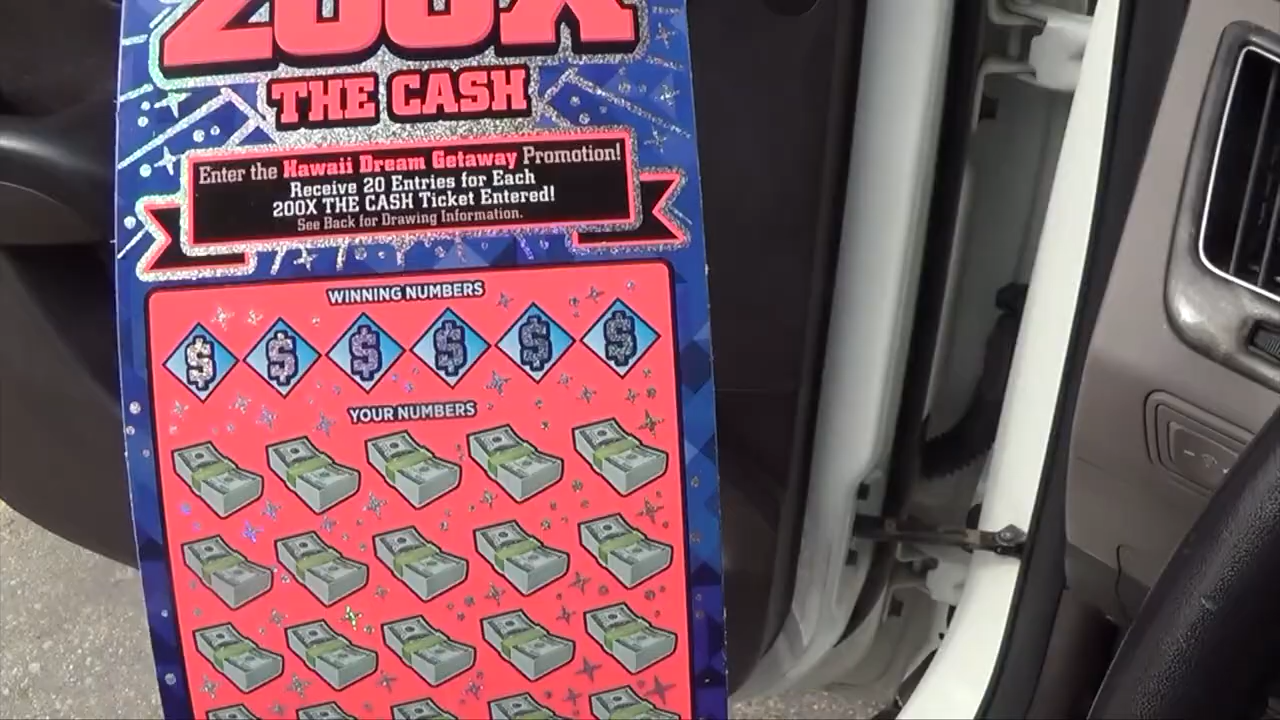 200X
THE CASH
Enter the Hawaii Dream Getaway Promotion!
Receive 20 Entries for Each
200X THE CASH Ticket Entered!
See Back for Drawing Information.
WINNING NUMBERS
$ $ $ $ $ $
YOUR NUMBERS